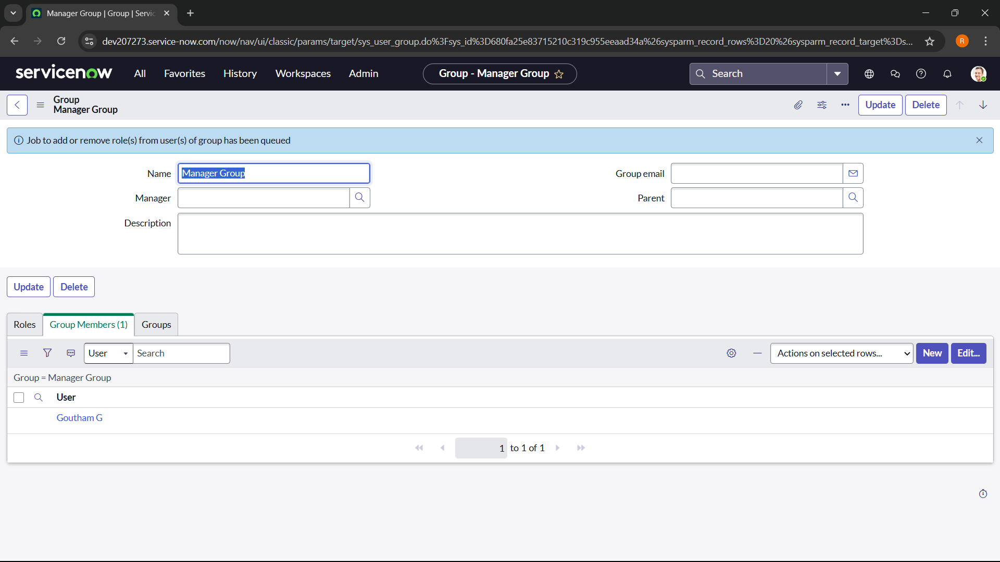 Manager Group | Group | Servic
dev207273.service-now.com/now/nav/ui/classic/params/target/sys_user_group.do%3Fsys_id%3D680fa25e83715210c319c955eeaad34a%26sysparm_record_rows%3D20%26sysparm_record_target%3Ds...
R
servicenow
All
Favorites
History
Workspaces
Admin
Group - Manager Group
Search
Group
Manager Group
Update
Delete
Job to add or remove role(s) from user(s) of group has been queued
Name
Manager Group
Group email
Manager
Parent
Description
Update
Delete
Roles
Group Members (1)
Groups
User
Search
Actions on selected rows...
New
Edit...
Group = Manager Group
User
Goutham G
1 to 1 of 1